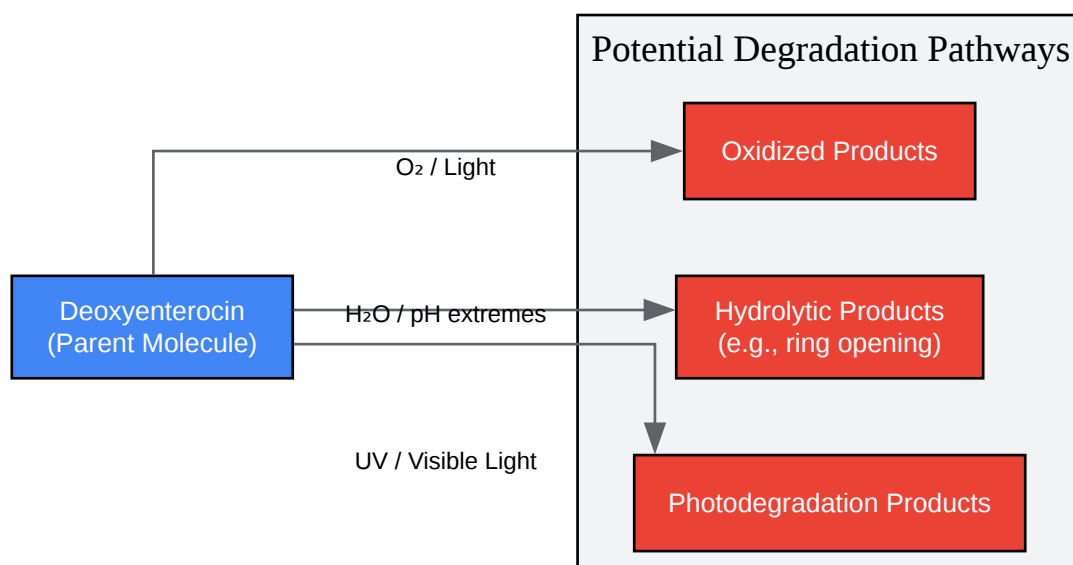 Potential Degradation Pathways
Oxidized Products
O₂ / Light
Deoxyenterocin
(Parent Molecule)
H₂O / pH extremes
Hydrolytic Products
(e.g., ring opening)
UV / Visible Light
Photodegradation Products